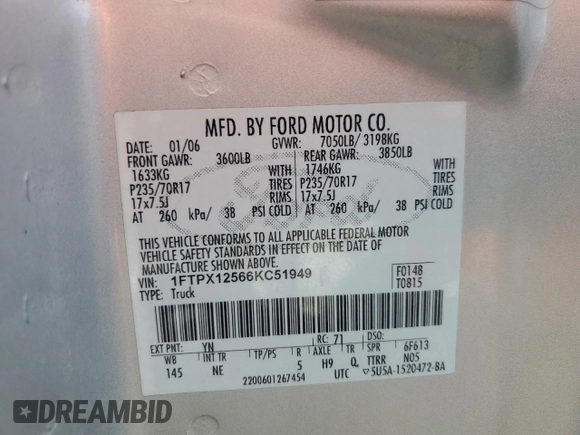 MFD. BY FORD MOTOR CO.
DATE: 01/06 GVWR: 7050LB/ 3198KG
FRONT GAWR: 3600LB REAR GAWR: 3850LB
1633KG WITH 1746KG WITH
P235/70R17 TIRES P235/70R17 TIRES
17x7.5J RIMS 17x7.5J RIMS
AT 260 kPa/ 38 PSI COLD AT 260 kPa/ 38 PSI COLD
THIS VEHICLE CONFORMS TO ALL APPLICABLE FEDERAL MOTOR
VEHICLE SAFETY STANDARDS IN EFFECT ON THE DATE OF
MANUFACTURE SHOWN ABOVE.
VIN: 1FTPX12566KC51949 F0148
TYPE: Truck T0815
EXT PNT: YN RC: 71 DSO:
WB INT TR TP/PS R AXLE TR SPR 6F613
145 NE 5 H9 Q TTRR N05
2200601267454 UTC 5U5A-1520472-BA
DREAMBID